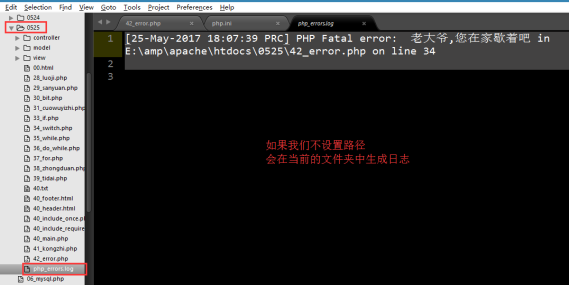 Edit Selection Find View Goto Tools Project Preferences Help
0524
0525
controller
model
view
00.html
28_luoji.php
29_sanyuan.php
30_bit.php
31_cuowuyizhi.php
33_if.php
34_switch.php
35_while.php
36_do_while.php
37_for.php
38_zhongduan.php
39_tidai.php
40.txt
40_footer.html
40_header.html
40_include_once.p
40_include_require
40_main.php
41_kongzhi.php
42_error.php
php_errors.log
06_mysql.php
42_error.php php.ini php_errors.log
1 [25-May-2017 18:07:39 PRC] PHP Fatal error: 老大爷,您在家歇着吧 in
E:\amp\apache\htdocs\0525\42_error.php on line 34
2
3
如果我们不设置路径
会在当前的文件夹中生成日志